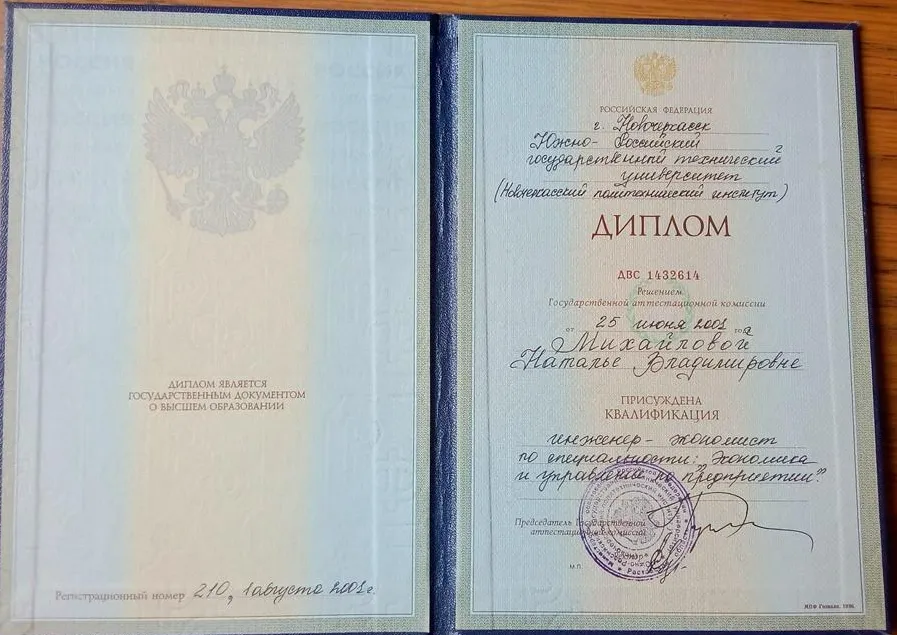 ДИПЛОМ ЯВЛЯЕТСЯ
ГОСУДАРСТВЕННЫМ ДОКУМЕНТОМ
О ВЫСШЕМ ОБРАЗОВАНИИ
Регистрационный номер 210, 1 августа 2001 г.
РОССИЙСКАЯ ФЕДЕРАЦИЯ
г. Новочеркасск
Южно-Российский
государственный технический
университет
(Новочеркасский политехнический институт)
ДИПЛОМ
ДВС 1432614
Решением
Государственной аттестационной комиссии
от 25 июня 2001 года
Михайловой
Наталье Владимировне
ПРИСУЖДЕНА
КВАЛИФИКАЦИЯ
инженер-экономист
по специальности: "Экономика
и управление на предприятии".
Председатель Государственной
аттестационной комиссии
М.П.